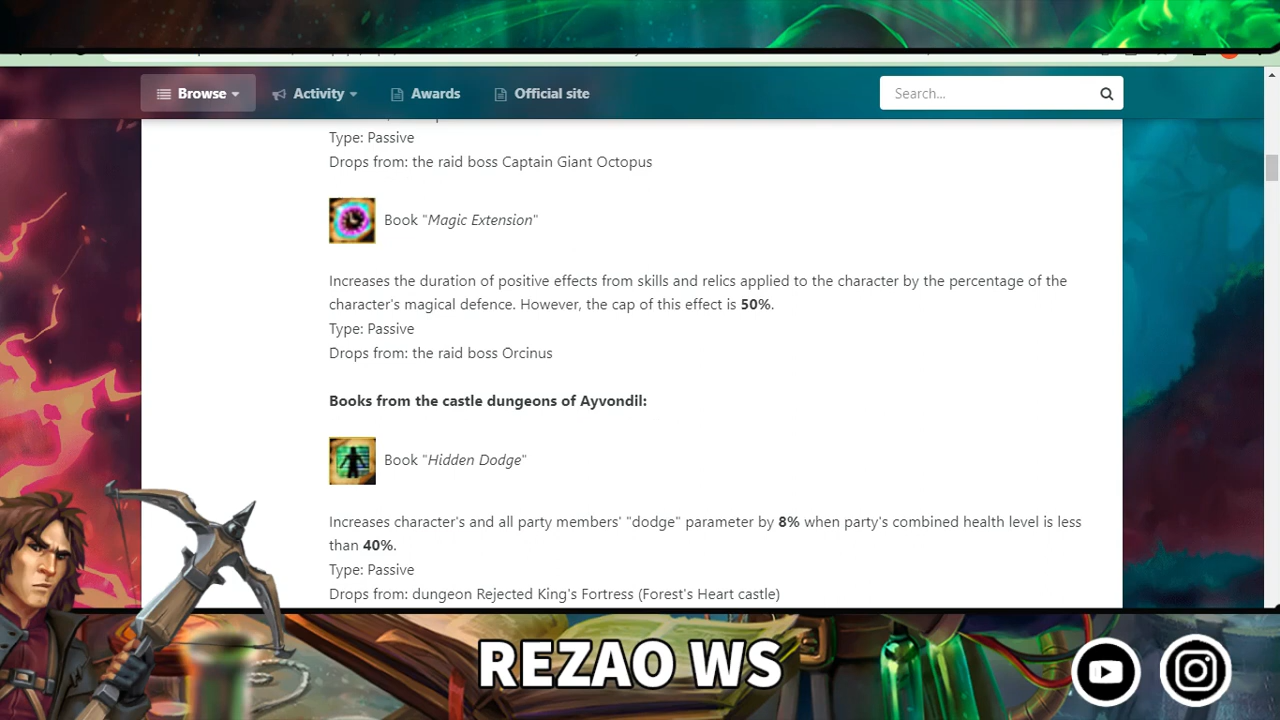 Browse
Activity
Awards
Official site
Search...
Type: Passive
Drops from: the raid boss Captain Giant Octopus
Book "Magic Extension"
Increases the duration of positive effects from skills and relics applied to the character by the percentage of the
character's magical defence. However, the cap of this effect is 50%.
Type: Passive
Drops from: the raid boss Orcinus
Books from the castle dungeons of Ayvondil:
Book "Hidden Dodge"
Increases character's and all party members' "dodge" parameter by 8% when party's combined health level is less
than 40%.
Type: Passive
Drops from: dungeon Rejected King's Fortress (Forest's Heart castle)
REZAO WS